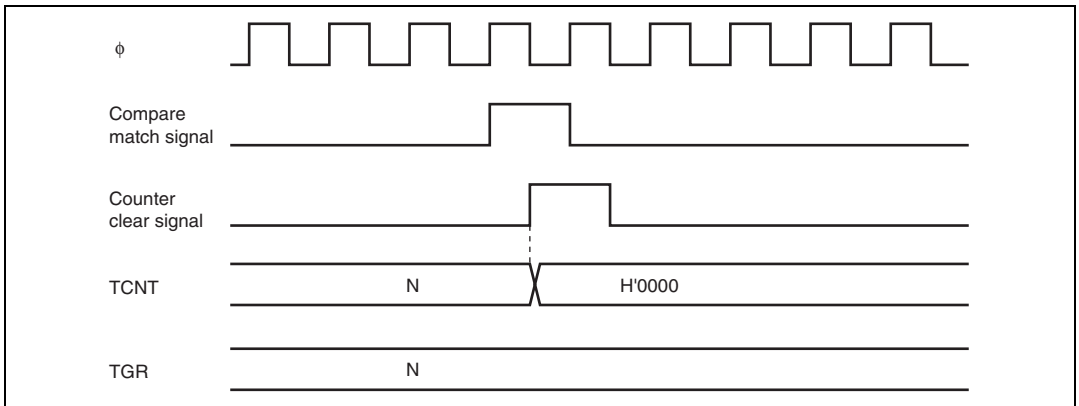 ϕ
Compare
match signal
Counter
clear signal
TCNT
N
H'0000
TGR
N